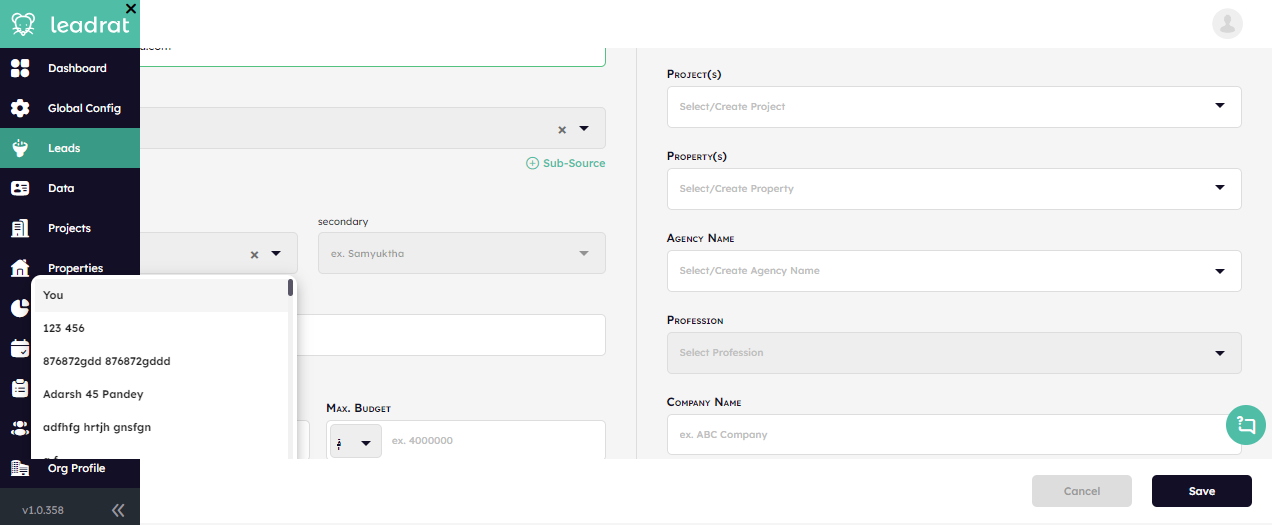 leadrat
Dashboard
Global Config
Leads
Data
Projects
Properties
Org Profile
v1.0.358
.com
Sub-Source
secondary
ex. Samyuktha
You
123 456
876872gdd 876872gddd
Adarsh 45 Pandey
adfhfg hrtjh gnsfgn
Max. Budget
ex. 4000000
Project(s)
Select/Create Project
Property(s)
Select/Create Property
Agency Name
Select/Create Agency Name
Profession
Select Profession
Company Name
ex. ABC Company
Cancel
Save